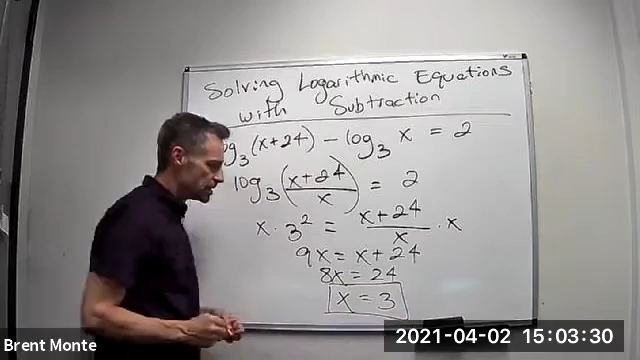 Solving Logarithmic Equations
with Subtraction
log₃(x+24) - log₃ x = 2
log₃((x+24)/x) = 2
x · 3² = (x+24)/x · x
9x = x + 24
8x = 24
x = 3
Brent Monte
2021-04-02 15:03:30